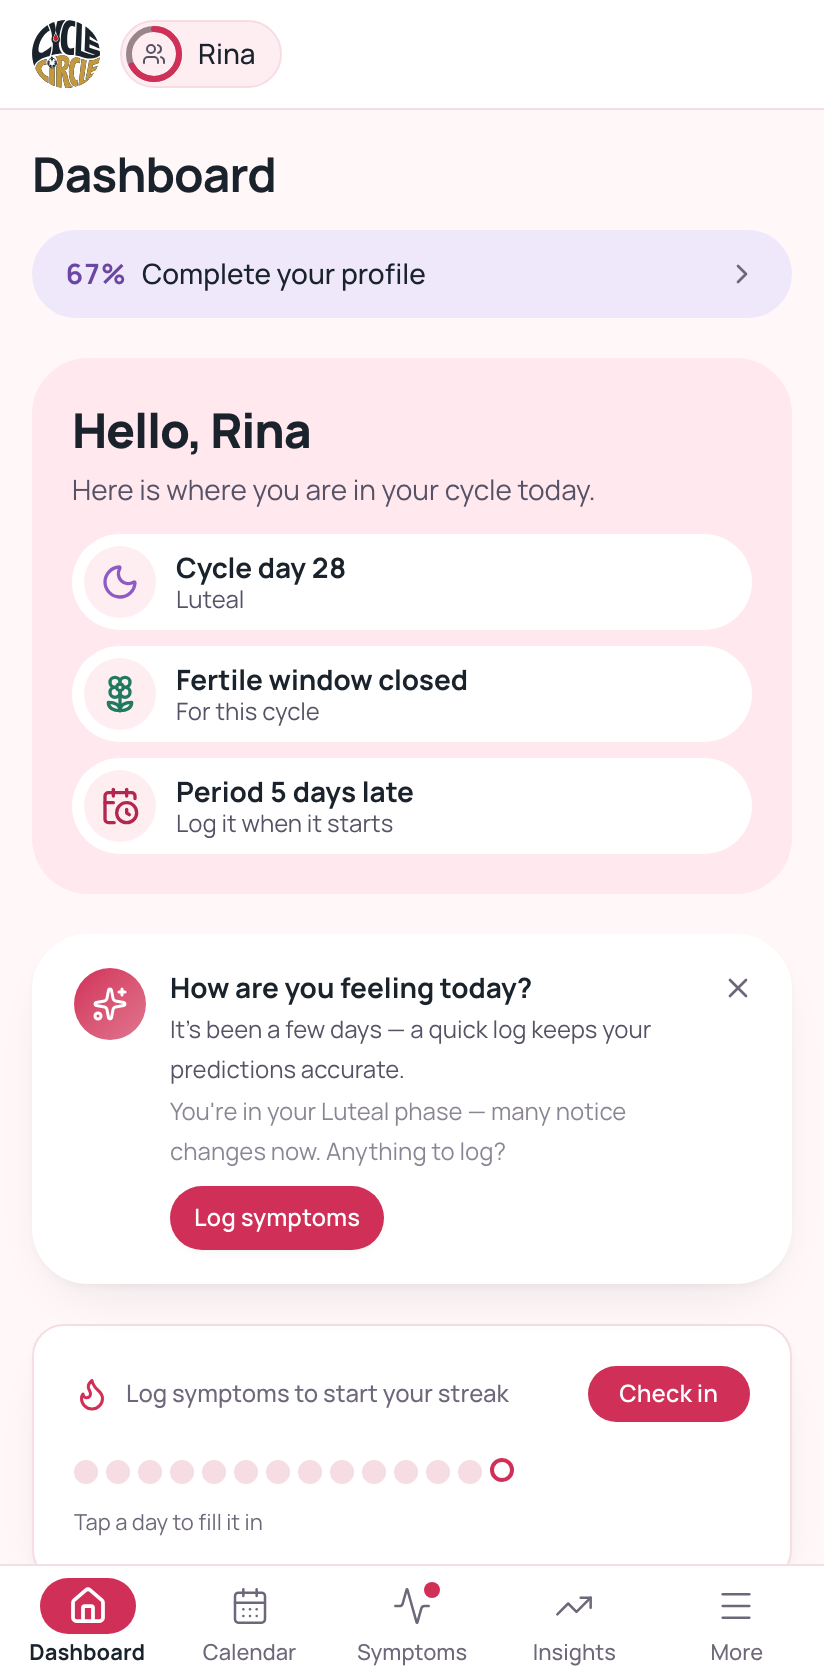 CYCLE
CIRCLE
Rina
Dashboard
67% Complete your profile
Hello, Rina
Here is where you are in your cycle today.
Cycle day 28
Luteal
Fertile window closed
For this cycle
Period 5 days late
Log it when it starts
How are you feeling today?
It's been a few days — a quick log keeps your
predictions accurate.
You're in your Luteal phase — many notice
changes now. Anything to log?
Log symptoms
Log symptoms to start your streak
Check in
Tap a day to fill it in
Dashboard
Calendar
Symptoms
Insights
More